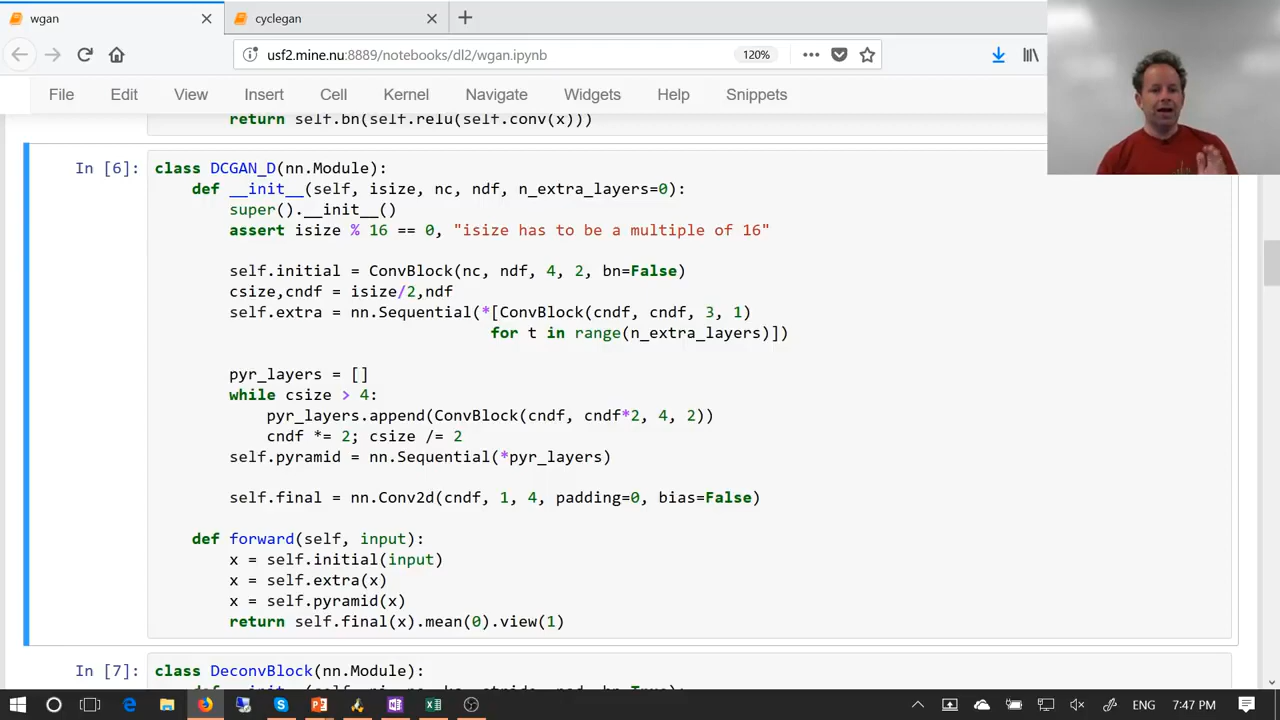 wgan
cyclegan
usf2.mine.nu:8889/notebooks/dl2/wgan.ipynb 120%
File Edit View Insert Cell Kernel Navigate Widgets Help Snippets
return self.bn(self.relu(self.conv(x)))
In [6]: class DCGAN_D(nn.Module):
def __init__(self, isize, nc, ndf, n_extra_layers=0):
super().__init__()
assert isize % 16 == 0, "isize has to be a multiple of 16"
self.initial = ConvBlock(nc, ndf, 4, 2, bn=False)
csize,cndf = isize/2,ndf
self.extra = nn.Sequential(*[ConvBlock(cndf, cndf, 3, 1)
for t in range(n_extra_layers)])
pyr_layers = []
while csize > 4:
pyr_layers.append(ConvBlock(cndf, cndf*2, 4, 2))
cndf *= 2; csize /= 2
self.pyramid = nn.Sequential(*pyr_layers)
self.final = nn.Conv2d(cndf, 1, 4, padding=0, bias=False)
def forward(self, input):
x = self.initial(input)
x = self.extra(x)
x = self.pyramid(x)
return self.final(x).mean(0).view(1)
In [7]: class DeconvBlock(nn.Module):
7:47 PM